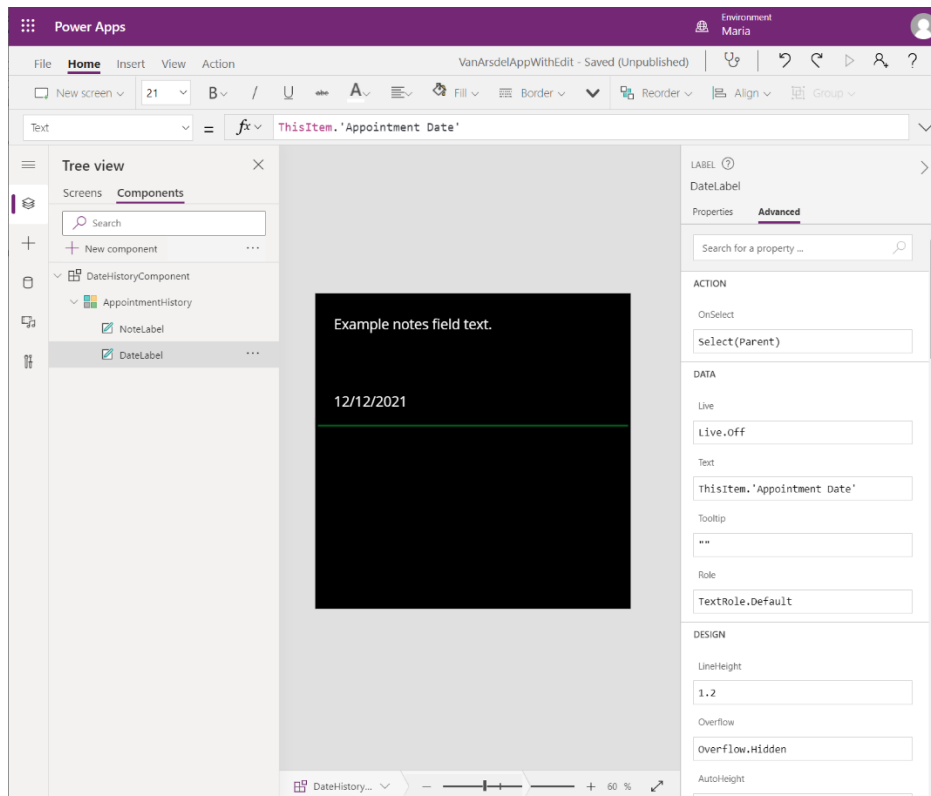 Power Apps
Environment
Maria
File Home Insert View Action
VanArsdelAppWithEdit - Saved (Unpublished)
?
New screen
21
B
/
U
abc
A
Fill
Border
Reorder
Align
Group
Text
=
fx
ThisItem.'Appointment Date'
Tree view
Screens Components
Search
New component
...
DateHistoryComponent
AppointmentHistory
NoteLabel
DateLabel
...
Example notes field text.
12/12/2021
DateHistory...
60 %
LABEL
?
DateLabel
Properties Advanced
Search for a property ...
ACTION
OnSelect
Select(Parent)
DATA
Live
Live.Off
Text
ThisItem.'Appointment Date'
Tooltip
""
Role
TextRole.Default
DESIGN
LineHeight
1.2
Overflow
Overflow.Hidden
AutoHeight